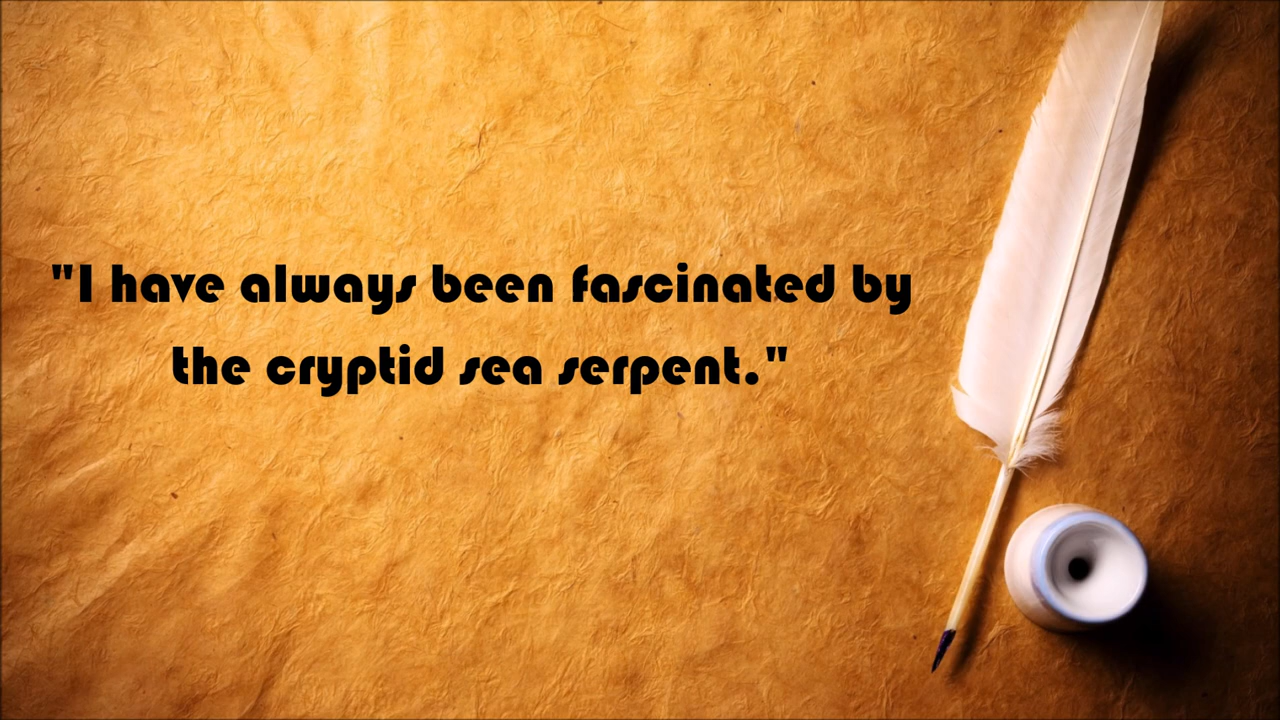 "I have always been fascinated by
the cryptid sea serpent."